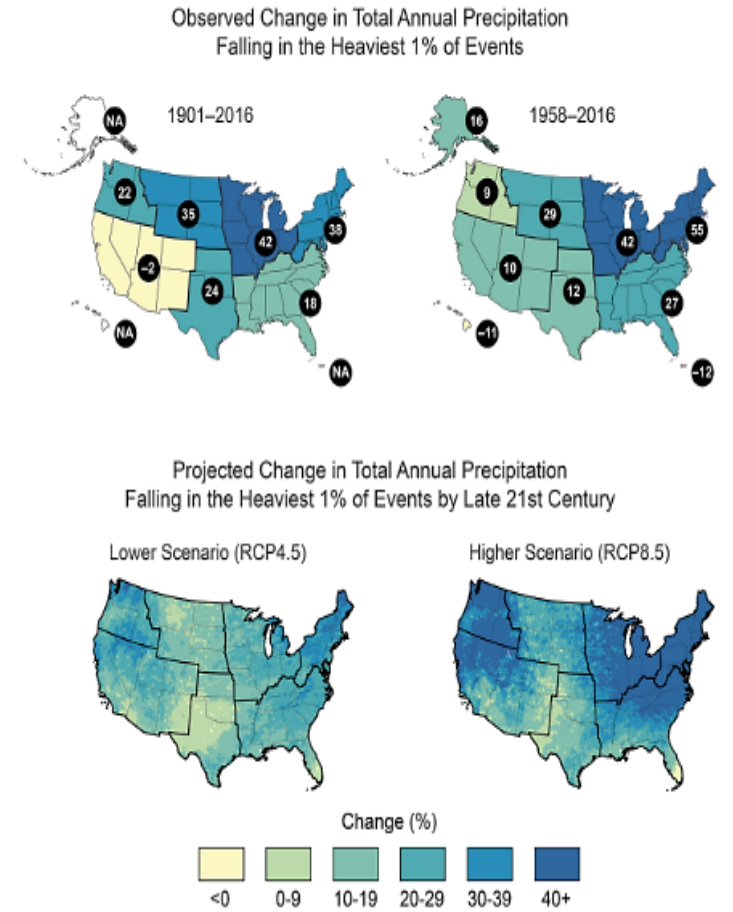 Observed Change in Total Annual Precipitation
Falling in the Heaviest 1% of Events
1901–2016
NA
22
35
38
42
–2
24
18
NA
NA
1958–2016
16
9
29
55
42
10
12
27
–11
–12
Projected Change in Total Annual Precipitation
Falling in the Heaviest 1% of Events by Late 21st Century
Lower Scenario (RCP4.5)
Higher Scenario (RCP8.5)
Change (%)
<0 0-9 10-19 20-29 30-39 40+